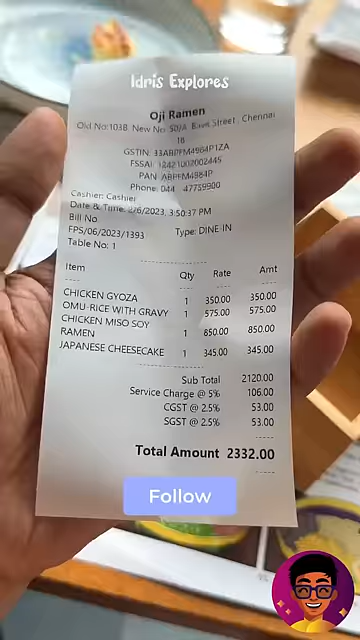 Idris Explores
Oji Ramen
Old No:103B, New No: 50/A, Street, Chennai
GSTIN: 33ABPFM4984P1ZA
FSSAI: 12421002002445
PAN: ABPFM4984P
Phone: 044 47759900
Cashier: Cashier
Date & Time: 2/6/2023, 3:50:37 PM
Bill No
FPS/06/2023/1393 Type: DINE IN
Table No: 1
Item Qty Rate Amt
CHICKEN GYOZA 1 350.00 350.00
OMU-RICE WITH GRAVY 1 575.00 575.00
CHICKEN MISO SOY
RAMEN 1 850.00 850.00
JAPANESE CHEESECAKE 1 345.00 345.00
Sub Total 2120.00
Service Charge @ 5% 106.00
CGST @ 2.5% 53.00
SGST @ 2.5% 53.00
Total Amount 2332.00
Follow